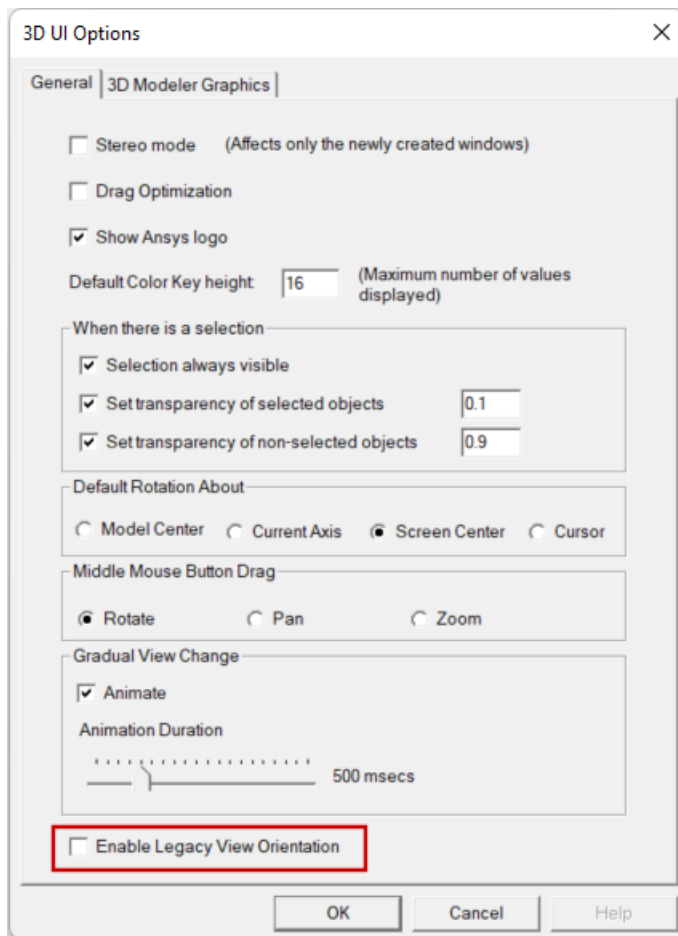 3D UI Options
General
3D Modeler Graphics
Stereo mode (Affects only the newly created windows)
Drag Optimization
Show Ansys logo
Default Color Key height: 16 (Maximum number of values
displayed)
When there is a selection
Selection always visible
Set transparency of selected objects 0.1
Set transparency of non-selected objects 0.9
Default Rotation About
Model Center Current Axis Screen Center Cursor
Middle Mouse Button Drag
Rotate Pan Zoom
Gradual View Change
Animate
Animation Duration
500 msecs
Enable Legacy View Orientation
OK Cancel Help